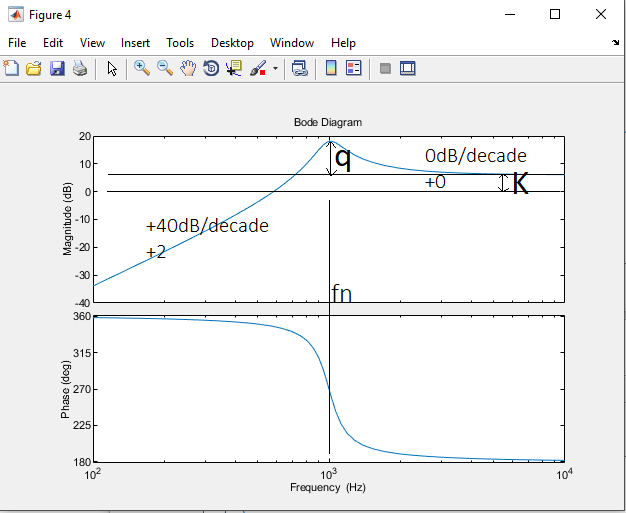 Figure 4
File Edit View Insert Tools Desktop Window Help
Bode Diagram
Magnitude (dB)
20
10
0
-10
-20
-30
-40
q
0dB/decade
+0
K
+40dB/decade
+2
fn
Phase (deg)
360
315
270
225
180
10²
10³
10⁴
Frequency (Hz)